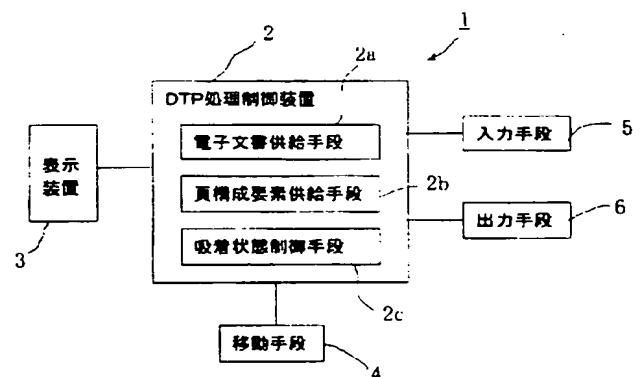 1
2
2a
DTP処理制御装置
電子文書供給手段
入力手段
5
表示
装置
3
頁構成要素供給手段
2b
出力手段
6
吸着状態制御手段
2c
移動手段
4